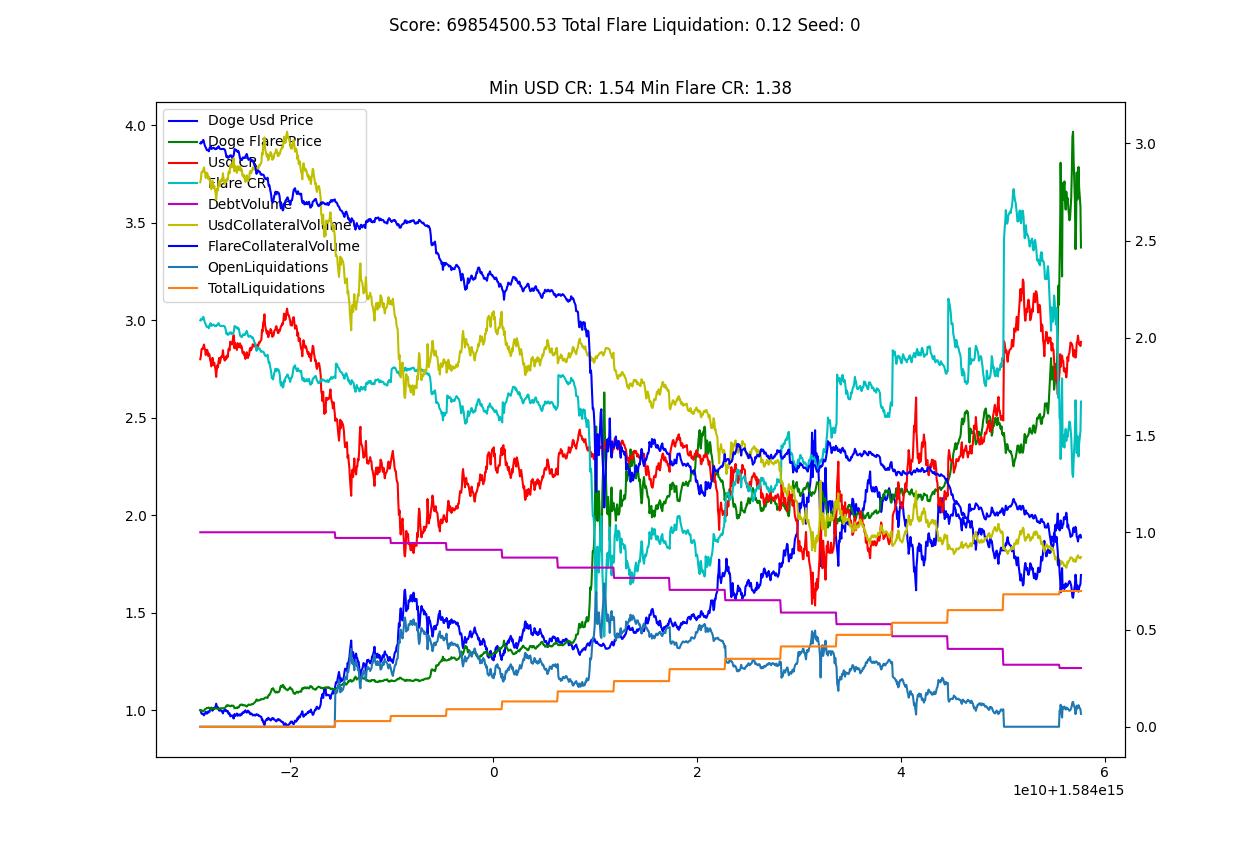 Score: 69854500.53 Total Flare Liquidation: 0.12 Seed: 0
Min USD CR: 1.54 Min Flare CR: 1.38
Doge Usd Price
Doge Flare Price
Usd CR
Flare CR
DebtVolume
UsdCollateralVolume
FlareCollateralVolume
OpenLiquidations
TotalLiquidations
4.0
3.5
3.0
2.5
2.0
1.5
1.0
3.0
2.5
2.0
1.5
1.0
0.5
0.0
−2 0 2 4 6
1e10+1.584e15